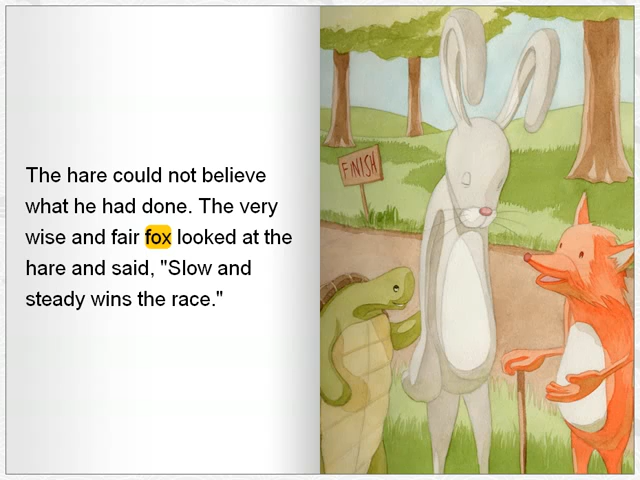 The hare could not believe
what he had done. The very
wise and fair fox looked at the
hare and said, "Slow and
steady wins the race."
FINISH